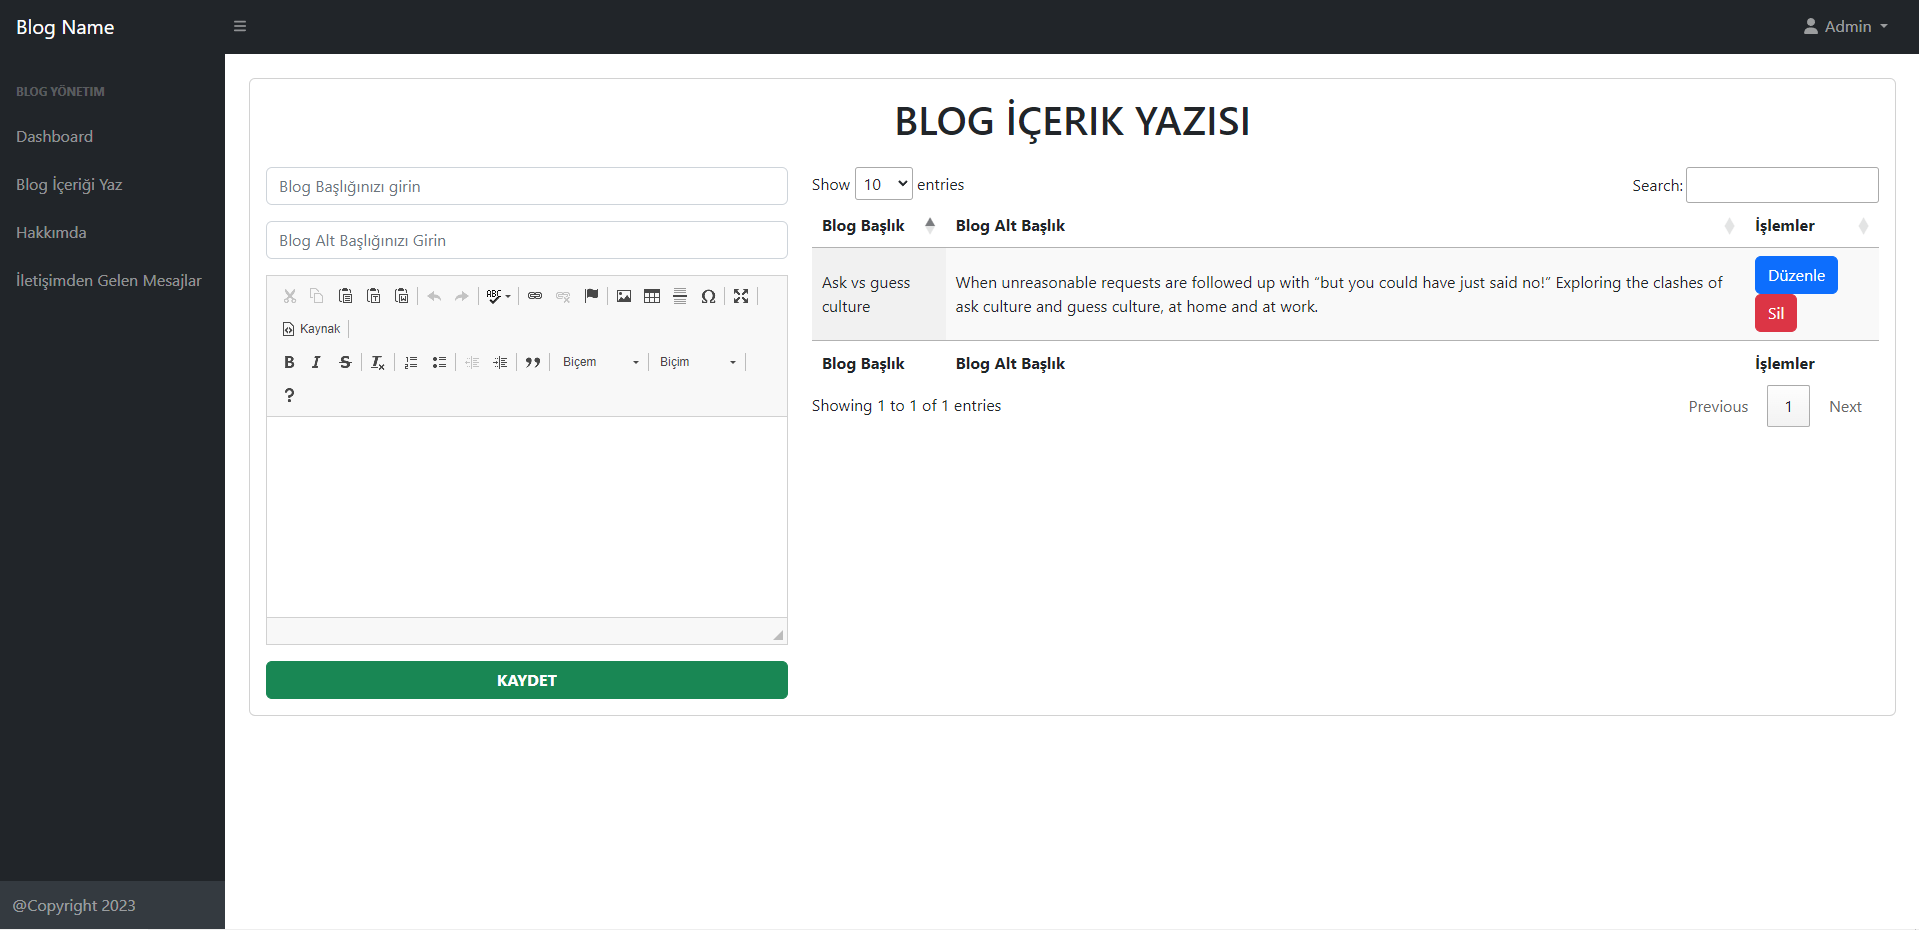 Blog Name
Admin
BLOG YÖNETIM
Dashboard
Blog İçeriği Yaz
Hakkımda
İletişimden Gelen Mesajlar
@Copyright 2023
BLOG İÇERIK YAZISI
Blog Başlığınızı girin
Blog Alt Başlığınızı Girin
ABC
Kaynak
B I S Tx Biçem Biçim
?
KAYDET
Show 10 entries
Search:
Blog Başlık Blog Alt Başlık İşlemler
Ask vs guess
culture
When unreasonable requests are followed up with “but you could have just said no!” Exploring the clashes of
ask culture and guess culture, at home and at work.
Düzenle
Sil
Blog Başlık Blog Alt Başlık İşlemler
Showing 1 to 1 of 1 entries
Previous 1 Next